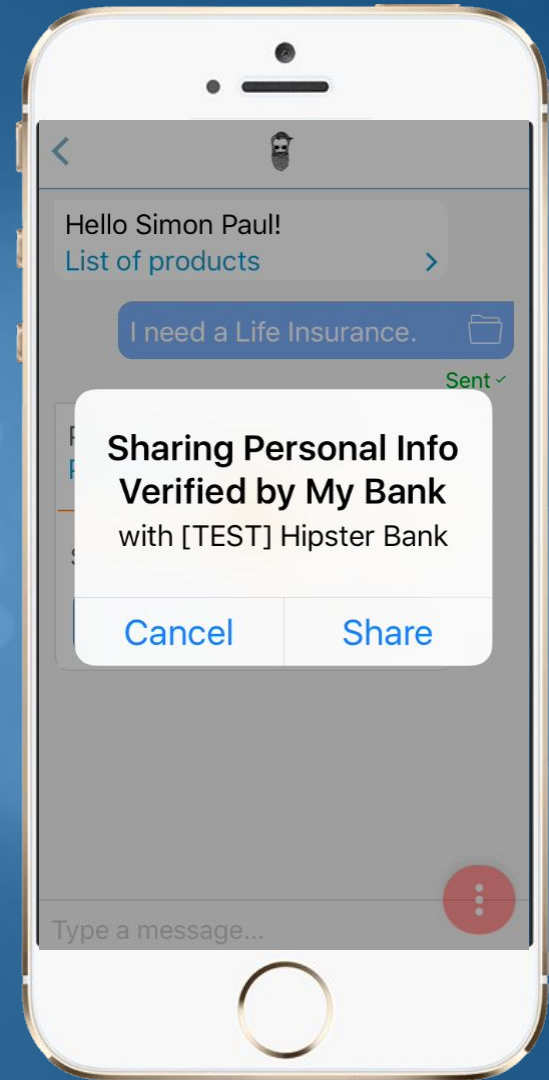 Hello Simon Paul!
List of products
I need a Life Insurance.
Sent
Sharing Personal Info
Verified by My Bank
with [TEST] Hipster Bank
Cancel
Share
Type a message...